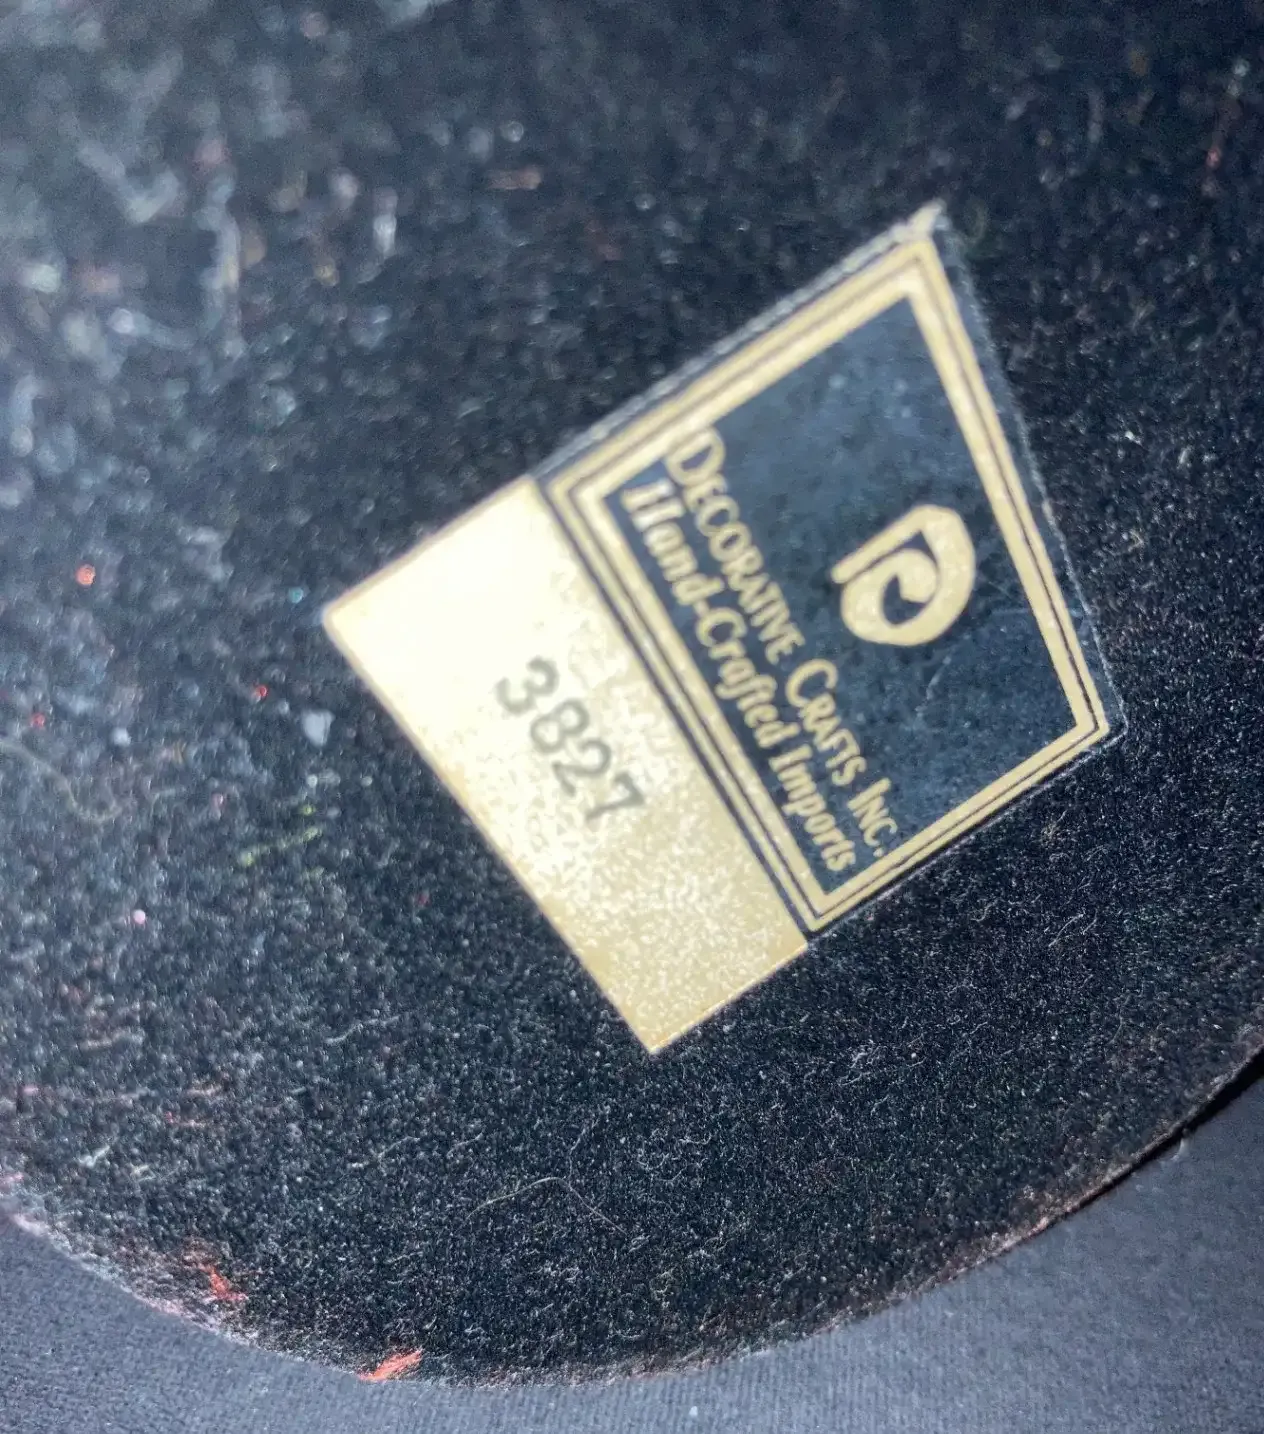 DECORATIVE CRAFTS INC.
Hand-Crafted Imports
3827